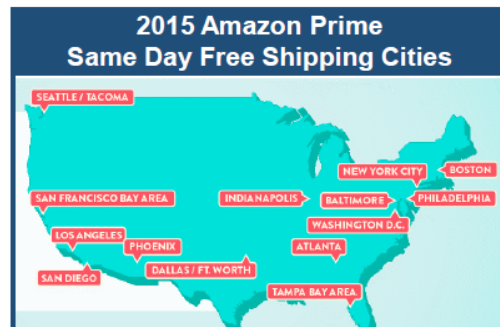 2015 Amazon Prime
Same Day Free Shipping Cities
SEATTLE / TACOMA
NEW YORK CITY
BOSTON
SAN FRANCISCO BAY AREA
INDIANAPOLIS
BALTIMORE
PHILADELPHIA
WASHINGTON D.C.
LOS ANGELES
PHOENIX
ATLANTA
SAN DIEGO
DALLAS / FT. WORTH
TAMPA BAY AREA